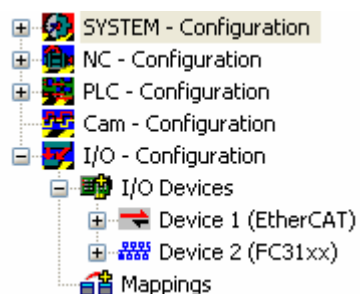 SYSTEM - Configuration
NC - Configuration
PLC - Configuration
Cam - Configuration
I/O - Configuration
I/O Devices
Device 1 (EtherCAT)
Device 2 (FC31xx)
Mappings